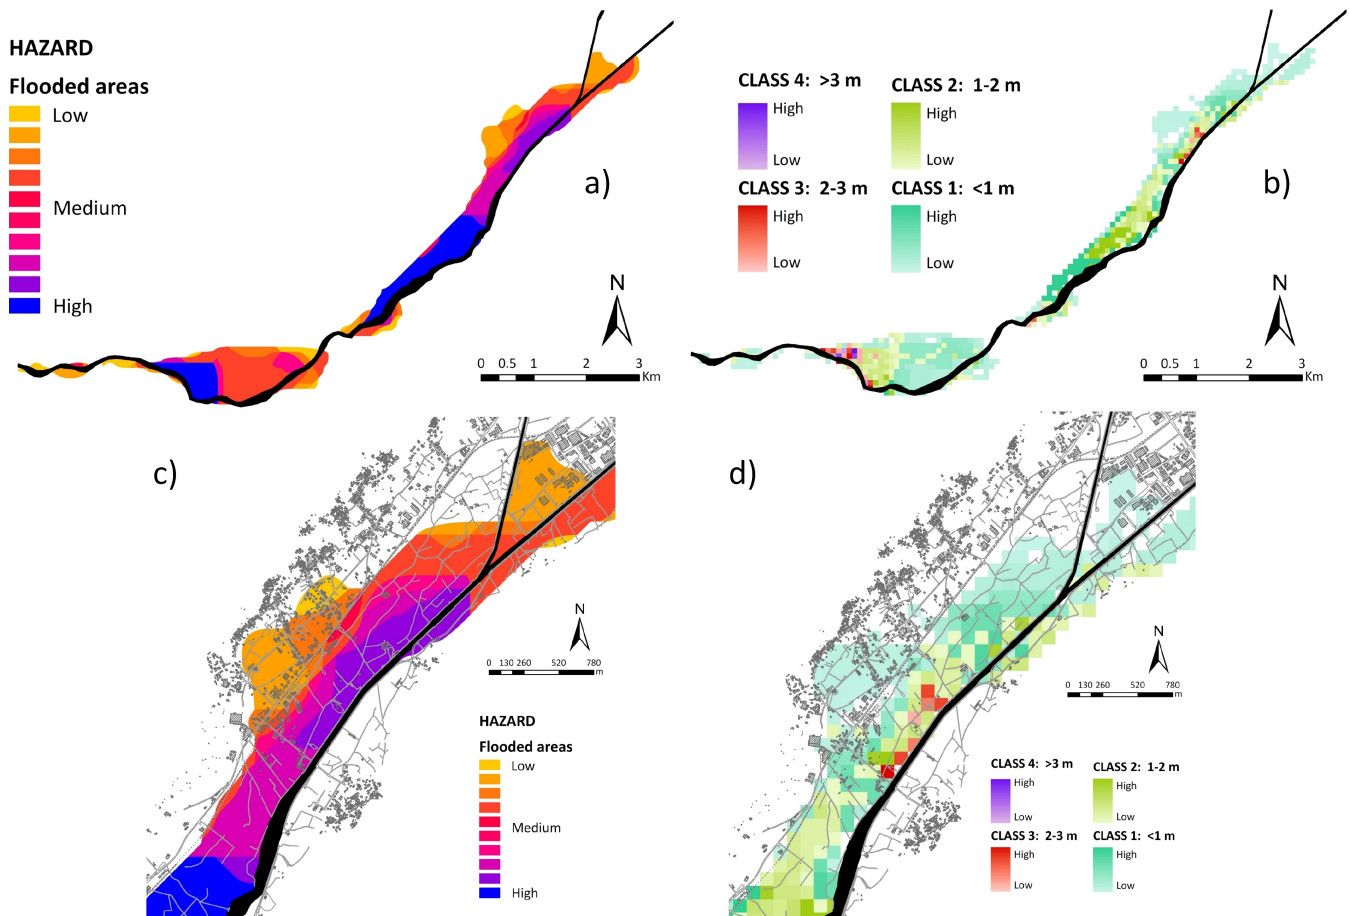 HAZARD
Flooded areas
Low
Medium
High
a)
N
0 0.5 1 2 3
Km
CLASS 4: >3 m
High
Low
CLASS 2: 1-2 m
High
Low
CLASS 3: 2-3 m
High
Low
CLASS 1: <1 m
High
Low
b)
N
0 0.5 1 2 3
Km
c)
N
0 130 260 520 780
m
HAZARD
Flooded areas
Low
Medium
High
d)
N
0 130 260 520 780
m
CLASS 4: >3 m
High
Low
CLASS 2: 1-2 m
High
Low
CLASS 3: 2-3 m
High
Low
CLASS 1: <1 m
High
Low